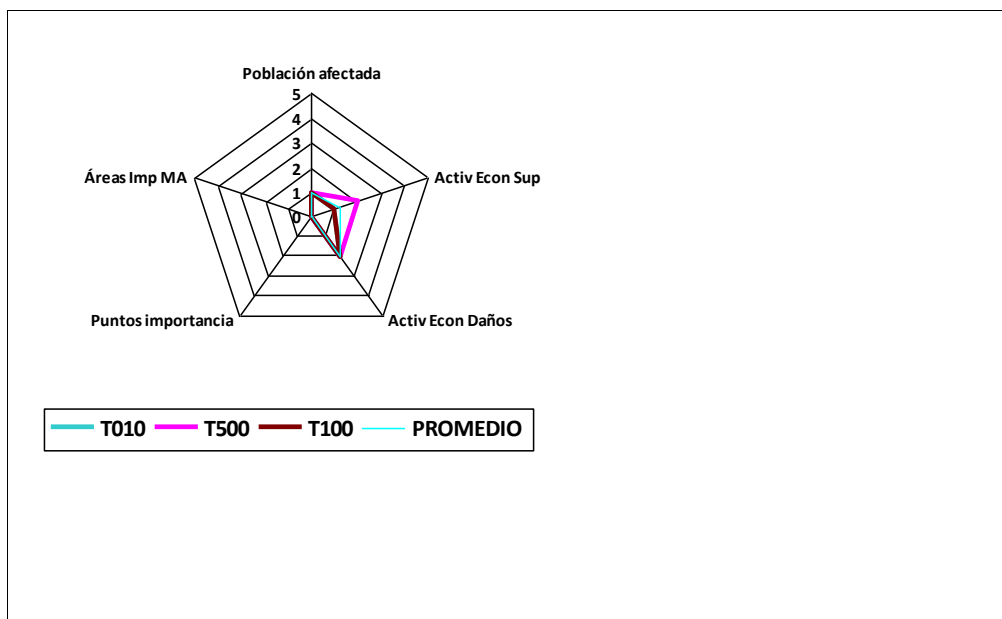 Población afectada
5
4
3
2
1
0
Áreas Imp MA
Activ Econ Sup
Puntos importancia
Activ Econ Daños
T010 T500 T100 PROMEDIO